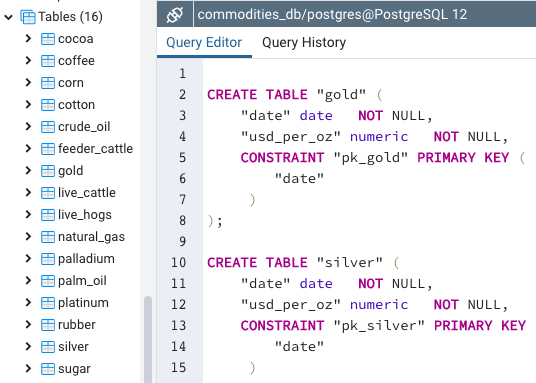 Tables (16)
cocoa
coffee
corn
cotton
crude_oil
feeder_cattle
gold
live_cattle
live_hogs
natural_gas
palladium
palm_oil
platinum
rubber
silver
sugar
commodities_db/postgres@PostgreSQL 12
Query Editor Query History
1
2 CREATE TABLE "gold" (
3 "date" date NOT NULL,
4 "usd_per_oz" numeric NOT NULL,
5 CONSTRAINT "pk_gold" PRIMARY KEY (
6 "date"
7 )
8 );
9
10 CREATE TABLE "silver" (
11 "date" date NOT NULL,
12 "usd_per_oz" numeric NOT NULL,
13 CONSTRAINT "pk_silver" PRIMARY KEY
14 "date"
15 )